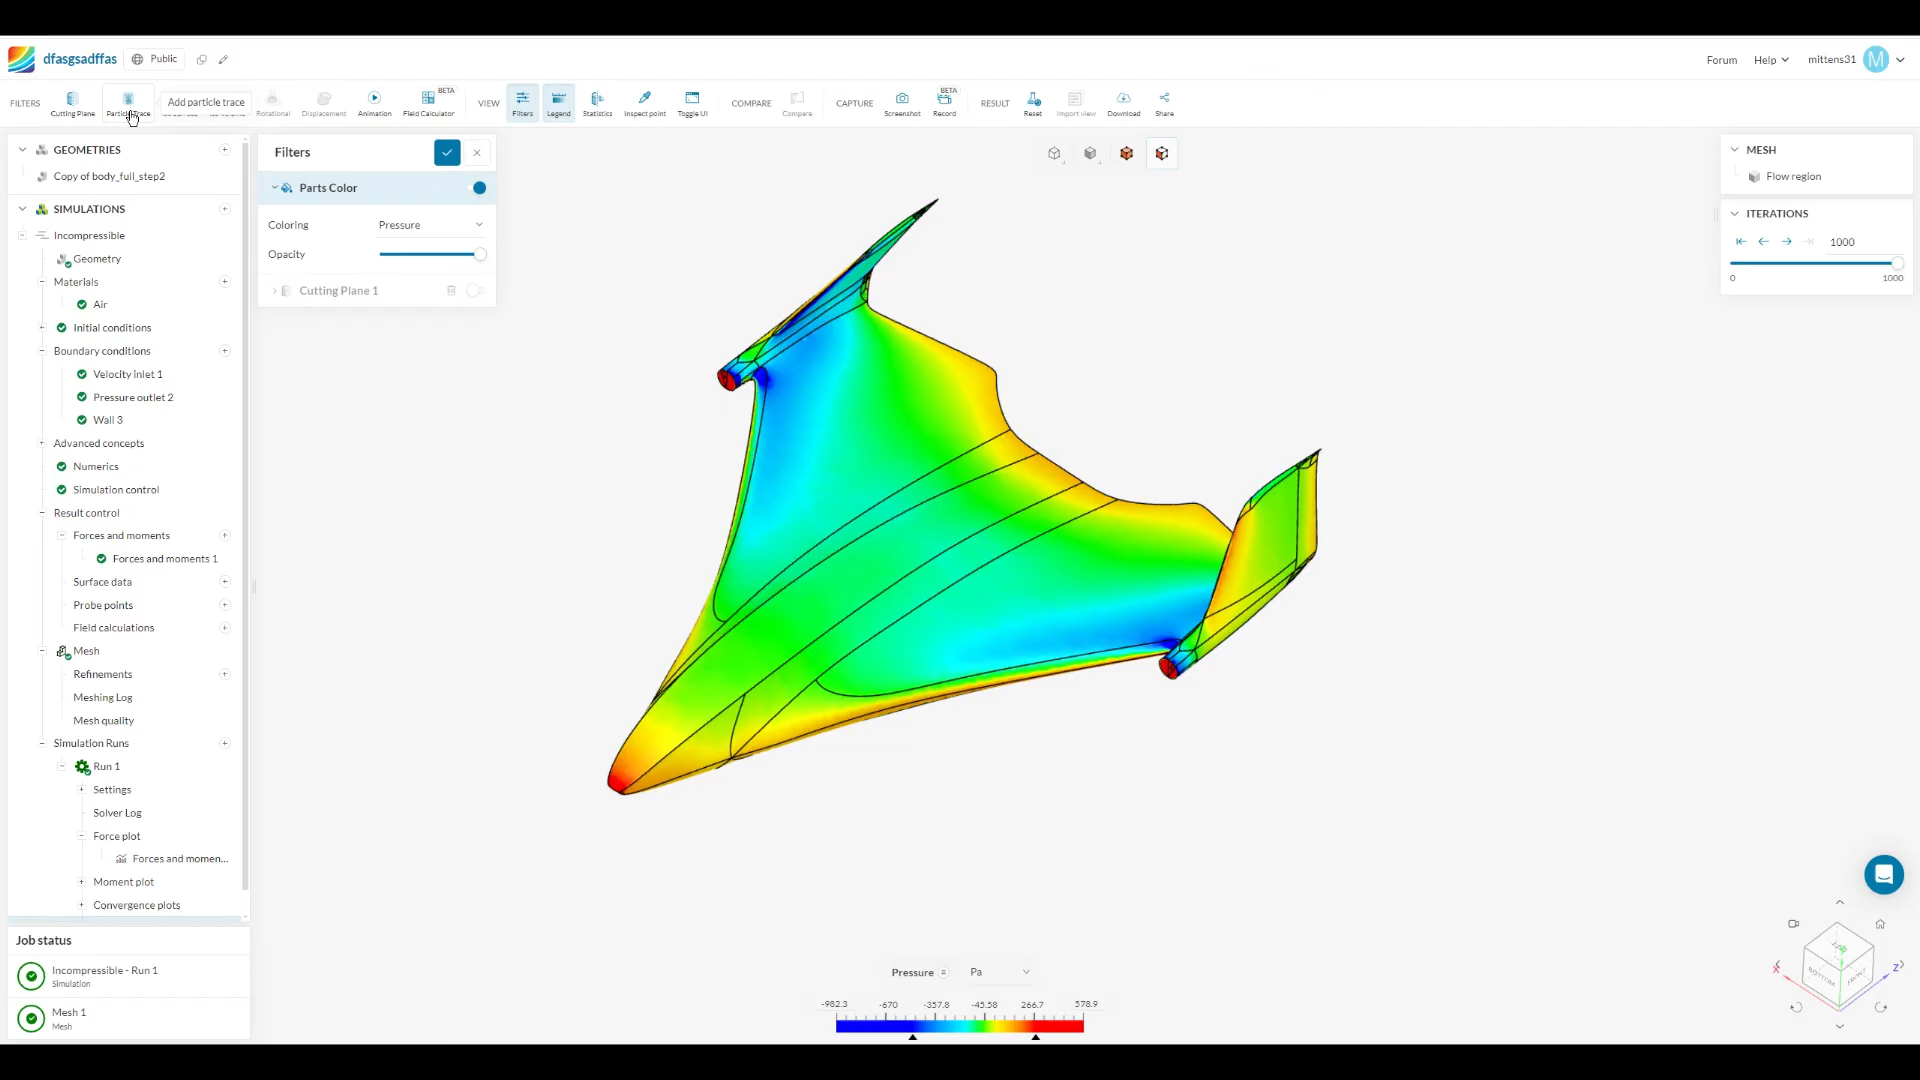 dfasgsadffas
Public
Forum
Help
mittens31
M
FILTERS
Cutting Plane
Add particle trace
Rotational
Displacement
Animation
BETA
Field Calculator
VIEW
Filters
Legend
Statistics
Inspect point
Toggle UI
COMPARE
Compare
CAPTURE
Screenshot
BETA
Record
RESULT
Reset
Import view
Download
Share
GEOMETRIES
Copy of body_full_step2
SIMULATIONS
Incompressible
Geometry
Materials
Air
Initial conditions
Boundary conditions
Velocity inlet 1
Pressure outlet 2
Wall 3
Advanced concepts
Numerics
Simulation control
Result control
Forces and moments
Forces and moments 1
Surface data
Probe points
Field calculations
Mesh
Refinements
Meshing Log
Mesh quality
Simulation Runs
Run 1
Settings
Solver Log
Force plot
Forces and momen...
Moment plot
Convergence plots
Job status
Incompressible - Run 1
Simulation
Mesh 1
Mesh
Filters
Parts Color
Coloring
Pressure
Opacity
Cutting Plane 1
MESH
Flow region
ITERATIONS
1000
0
1000
Pressure
Pa
-982.3
-670
-357.8
-45.58
266.7
578.9
X
Z
BOTTOM
FRONT